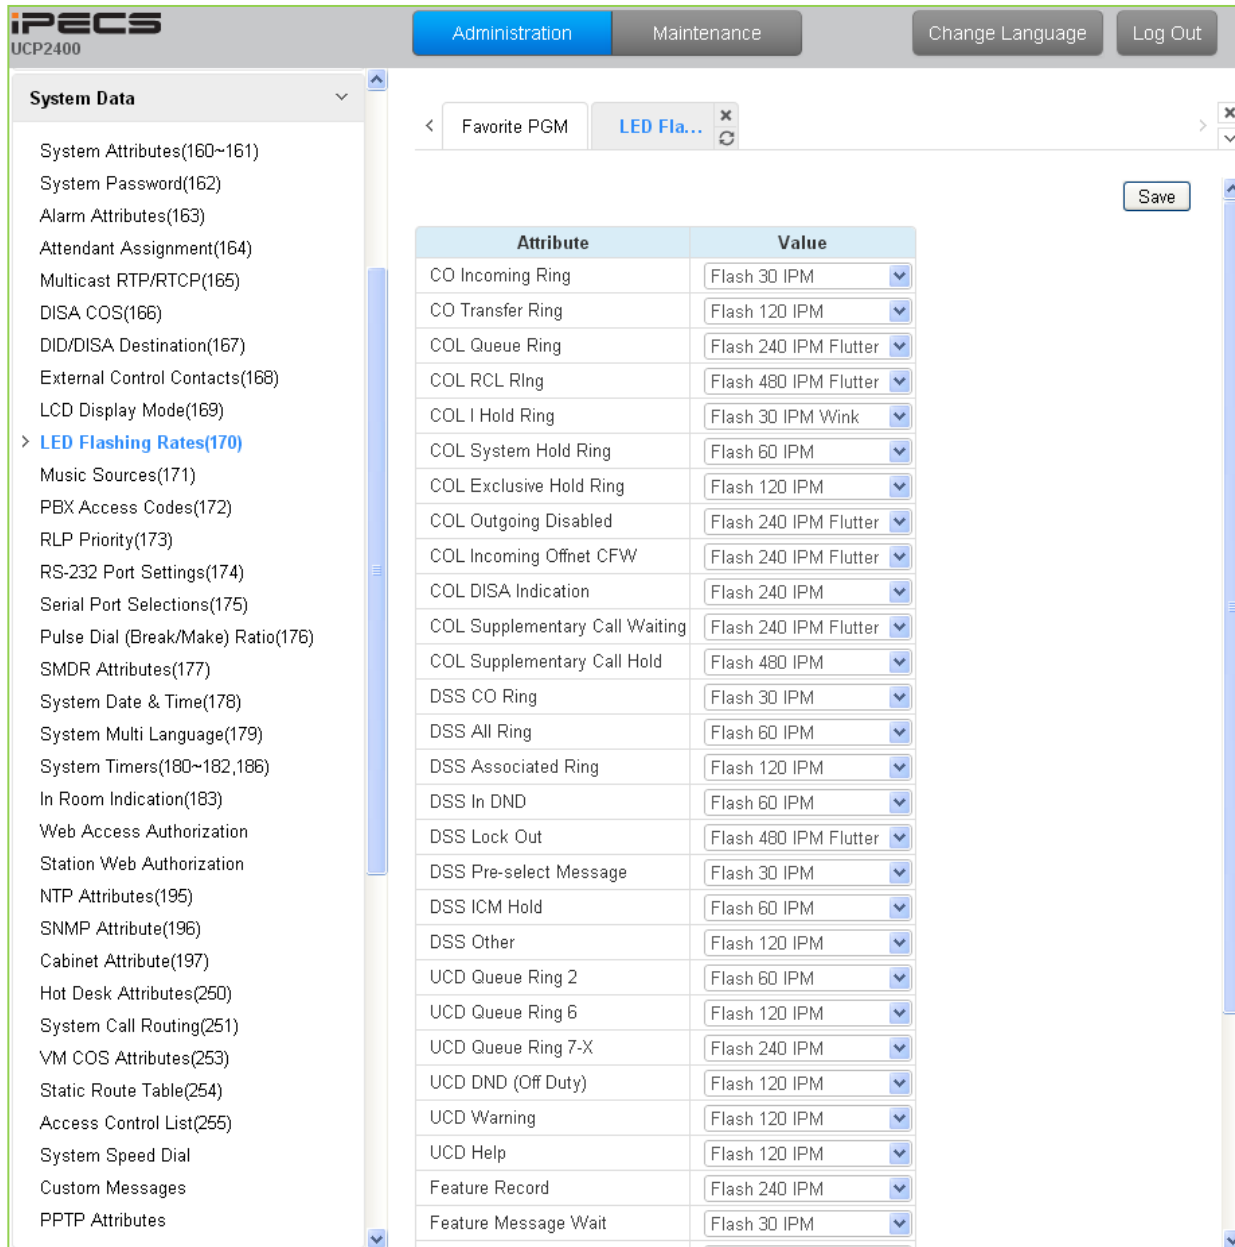 iPECS
UCP2400
Administration
Maintenance
Change Language
Log Out
System Data
System Attributes(160~161)
System Password(162)
Alarm Attributes(163)
Attendant Assignment(164)
Multicast RTP/RTCP(165)
DISA COS(166)
DID/DISA Destination(167)
External Control Contacts(168)
LCD Display Mode(169)
LED Flashing Rates(170)
Music Sources(171)
PBX Access Codes(172)
RLP Priority(173)
RS-232 Port Settings(174)
Serial Port Selections(175)
Pulse Dial (Break/Make) Ratio(176)
SMDR Attributes(177)
System Date & Time(178)
System Multi Language(179)
System Timers(180~182,186)
In Room Indication(183)
Web Access Authorization
Station Web Authorization
NTP Attributes(195)
SNMP Attribute(196)
Cabinet Attribute(197)
Hot Desk Attributes(250)
System Call Routing(251)
VM COS Attributes(253)
Static Route Table(254)
Access Control List(255)
System Speed Dial
Custom Messages
PPTP Attributes
Favorite PGM
LED Fla...
Save
Attribute Value
CO Incoming Ring Flash 30 IPM
CO Transfer Ring Flash 120 IPM
COL Queue Ring Flash 240 IPM Flutter
COL RCL RIng Flash 480 IPM Flutter
COL I Hold Ring Flash 30 IPM Wink
COL System Hold Ring Flash 60 IPM
COL Exclusive Hold Ring Flash 120 IPM
COL Outgoing Disabled Flash 240 IPM Flutter
COL Incoming Offnet CFW Flash 240 IPM Flutter
COL DISA Indication Flash 240 IPM
COL Supplementary Call Waiting Flash 240 IPM Flutter
COL Supplementary Call Hold Flash 480 IPM
DSS CO Ring Flash 30 IPM
DSS All Ring Flash 60 IPM
DSS Associated Ring Flash 120 IPM
DSS In DND Flash 60 IPM
DSS Lock Out Flash 480 IPM Flutter
DSS Pre-select Message Flash 30 IPM
DSS ICM Hold Flash 60 IPM
DSS Other Flash 120 IPM
UCD Queue Ring 2 Flash 60 IPM
UCD Queue Ring 6 Flash 120 IPM
UCD Queue Ring 7-X Flash 240 IPM
UCD DND (Off Duty) Flash 120 IPM
UCD Warning Flash 120 IPM
UCD Help Flash 120 IPM
Feature Record Flash 240 IPM
Feature Message Wait Flash 30 IPM